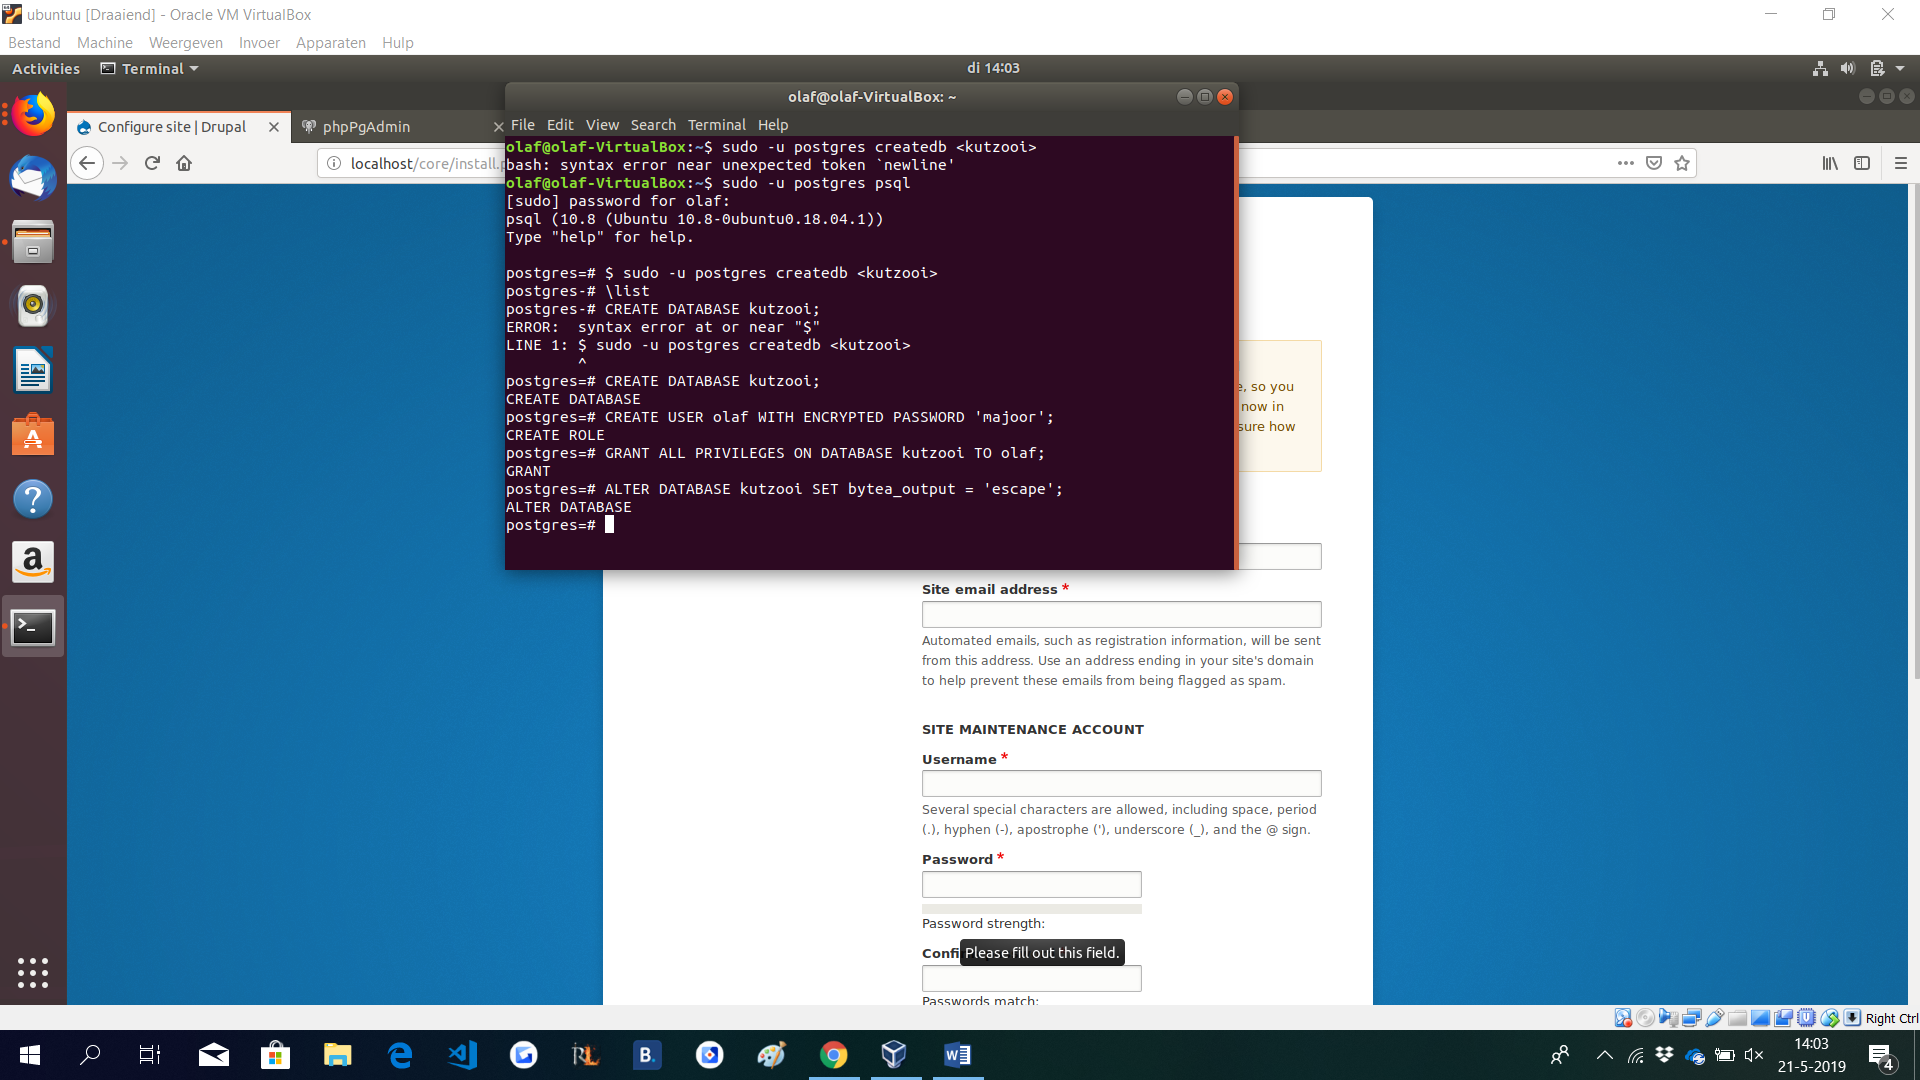 ubuntuu [Draaiend] - Oracle VM VirtualBox
Bestand Machine Weergeven Invoer Apparaten Hulp
Activities Terminal di 14:03
olaf@olaf-VirtualBox: ~
Configure site | Drupal phpPgAdmin
File Edit View Search Terminal Help
localhost/core/install.p
olaf@olaf-VirtualBox:~$ sudo -u postgres createdb <kutzooi>
bash: syntax error near unexpected token `newline'
olaf@olaf-VirtualBox:~$ sudo -u postgres psql
[sudo] password for olaf:
psql (10.8 (Ubuntu 10.8-0ubuntu0.18.04.1))
Type "help" for help.
postgres=# $ sudo -u postgres createdb <kutzooi>
postgres-# \list
postgres-# CREATE DATABASE kutzooi;
ERROR:  syntax error at or near "$"
LINE 1: $ sudo -u postgres createdb <kutzooi>
^
postgres=# CREATE DATABASE kutzooi;
CREATE DATABASE
postgres=# CREATE USER olaf WITH ENCRYPTED PASSWORD 'majoor';
CREATE ROLE
postgres=# GRANT ALL PRIVILEGES ON DATABASE kutzooi TO olaf;
GRANT
postgres=# ALTER DATABASE kutzooi SET bytea_output = 'escape';
ALTER DATABASE
postgres=#
e, so you
now in
sure how
Site email address *
Automated emails, such as registration information, will be sent
from this address. Use an address ending in your site's domain
to help prevent these emails from being flagged as spam.
SITE MAINTENANCE ACCOUNT
Username *
Several special characters are allowed, including space, period
(.), hyphen (-), apostrophe ('), underscore (_), and the @ sign.
Password *
Password strength:
Confi
Please fill out this field.
Passwords match:
Right Ctrl
14:03
21-5-2019
4